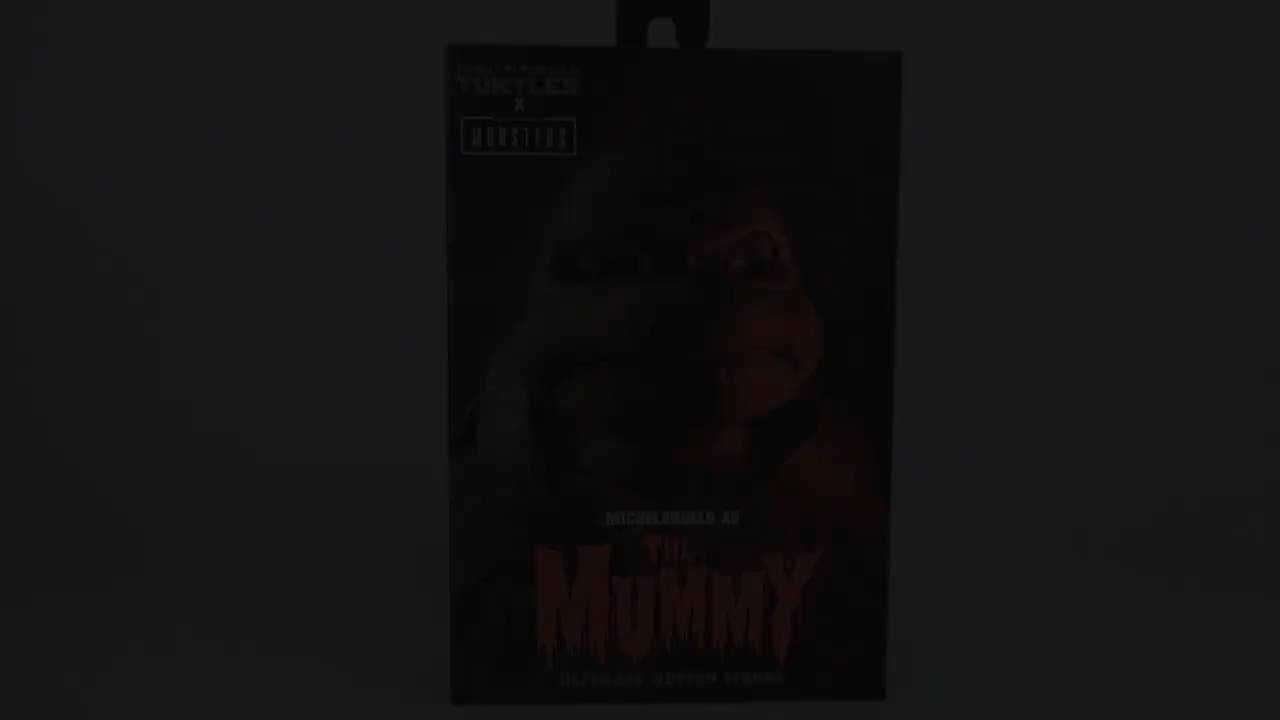 TURTLES
X
MONSTERS
MICHELANGELO AS
THE
MUMMY
ULTIMATE ACTION FIGURE